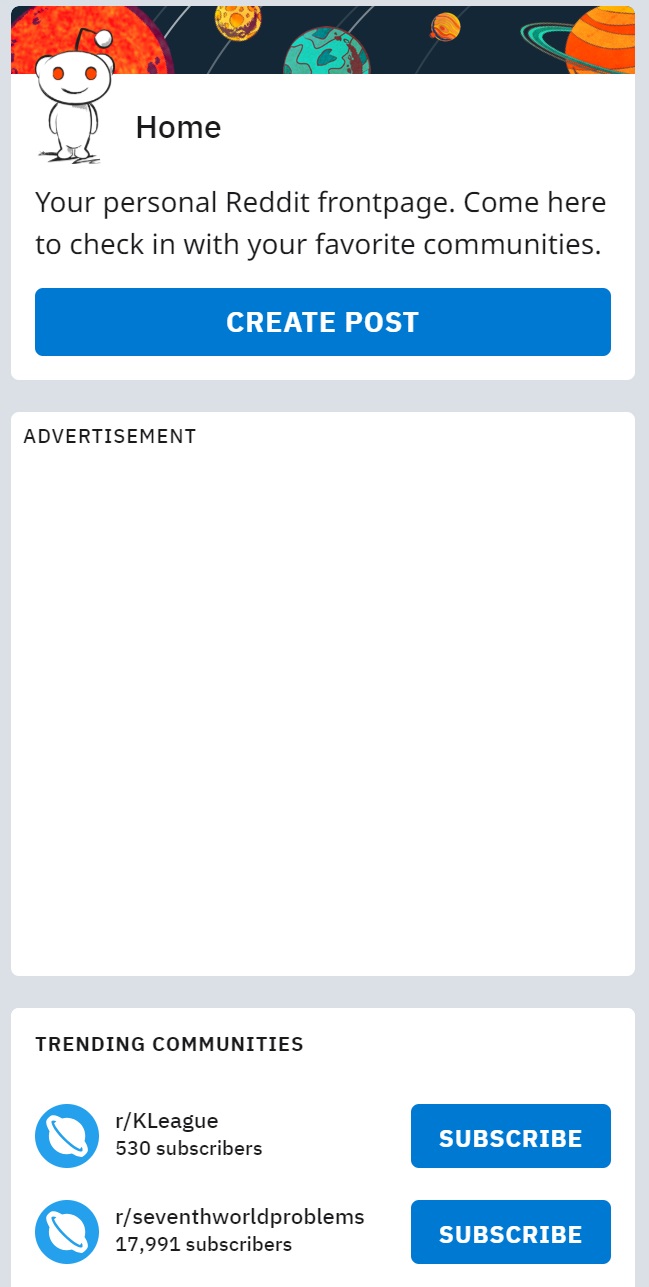 Home
Your personal Reddit frontpage. Come here
to check in with your favorite communities.
CREATE POST
ADVERTISEMENT
TRENDING COMMUNITIES
r/KLeague
530 subscribers
SUBSCRIBE
r/seventhworldproblems
17,991 subscribers
SUBSCRIBE